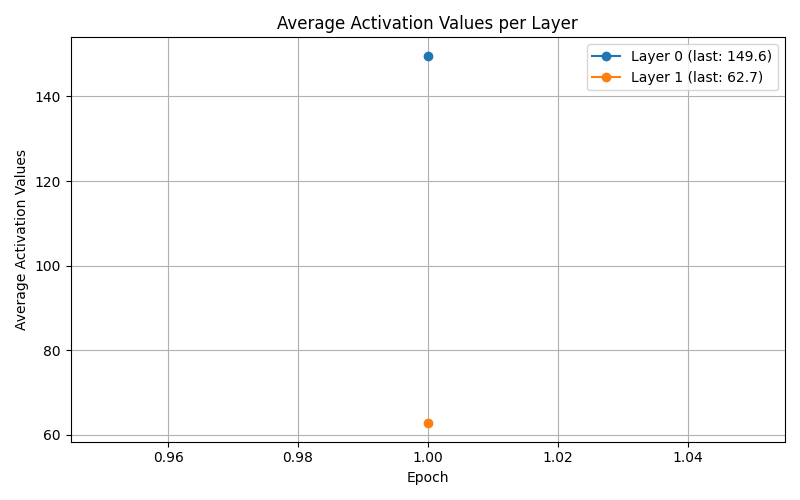 Average Activation Values per Layer
Layer 0 (last: 149.6)
Layer 1 (last: 62.7)
Average Activation Values
140
120
100
80
60
0.96 0.98 1.00 1.02 1.04
Epoch